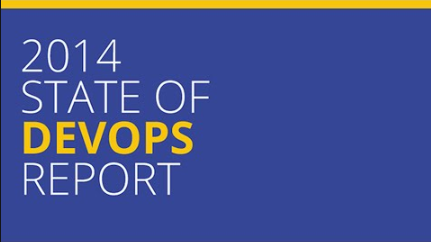 2014
STATE OF
DEVOPS
REPORT